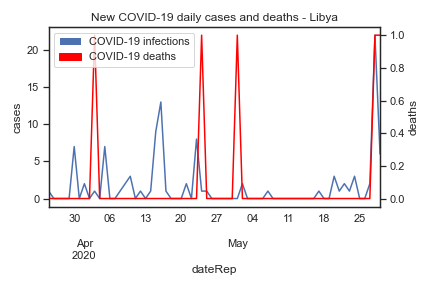 New COVID-19 daily cases and deaths - Libya
COVID-19 infections
COVID-19 deaths
cases
20
15
10
5
0
deaths
1.0
0.8
0.6
0.4
0.2
0.0
30 06 13 20 27 04 11 18 25
Apr May
2020
dateRep